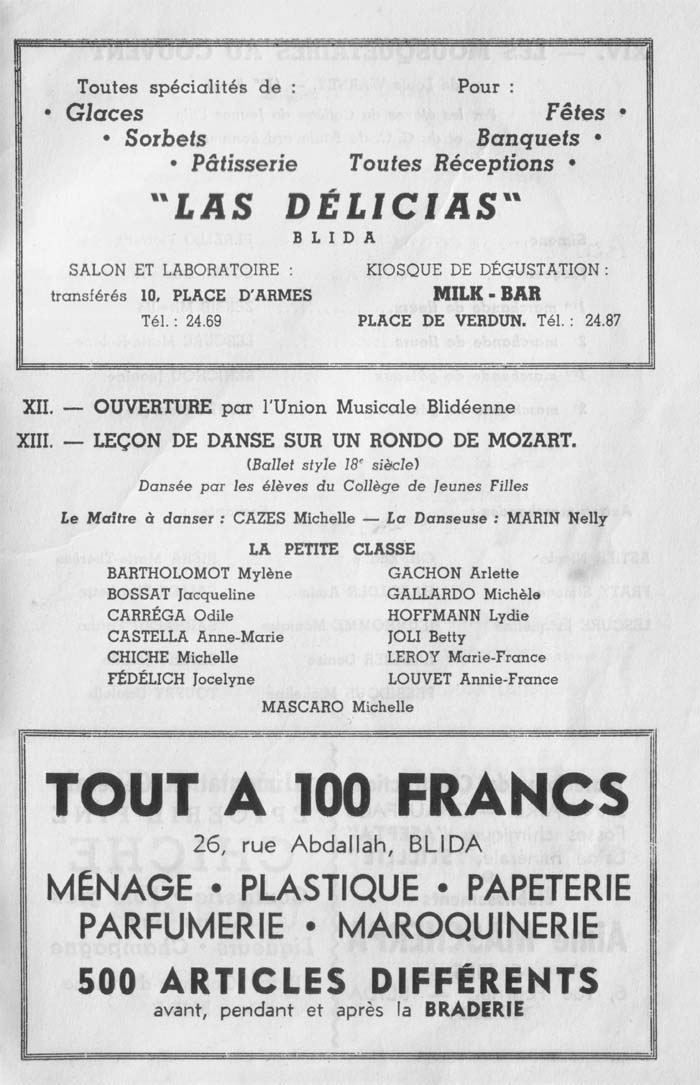 Toutes spécialités de : Pour :
• Glaces Fêtes •
• Sorbets Banquets •
• Pâtisserie Toutes Réceptions •
"LAS DÉLICIAS"
BLIDA
SALON ET LABORATOIRE : KIOSQUE DE DÉGUSTATION :
transférés 10, PLACE D'ARMES MILK - BAR
Tél. : 24.69 PLACE DE VERDUN. Tél. : 24.87
XII. — OUVERTURE par l'Union Musicale Blidéenne
XIII. — LEÇON DE DANSE SUR UN RONDO DE MOZART.
(Ballet style 18e siècle)
Dansée par les élèves du Collège de Jeunes Filles
Le Maître à danser : CAZES Michelle — La Danseuse : MARIN Nelly
LA PETITE CLASSE
BARTHOLOMOT Mylène GACHON Arlette
BOSSAT Jacqueline GALLARDO Michèle
CARRÉGA Odile HOFFMANN Lydie
CASTELLA Anne-Marie JOLI Betty
CHICHE Michelle LEROY Marie-France
FÉDÉLICH Jocelyne LOUVET Annie-France
MASCARO Michelle
TOUT A 100 FRANCS
26, rue Abdallah, BLIDA
MÉNAGE • PLASTIQUE • PAPETERIE
PARFUMERIE • MAROQUINERIE
500 ARTICLES DIFFÉRENTS
avant, pendant et après la BRADERIE